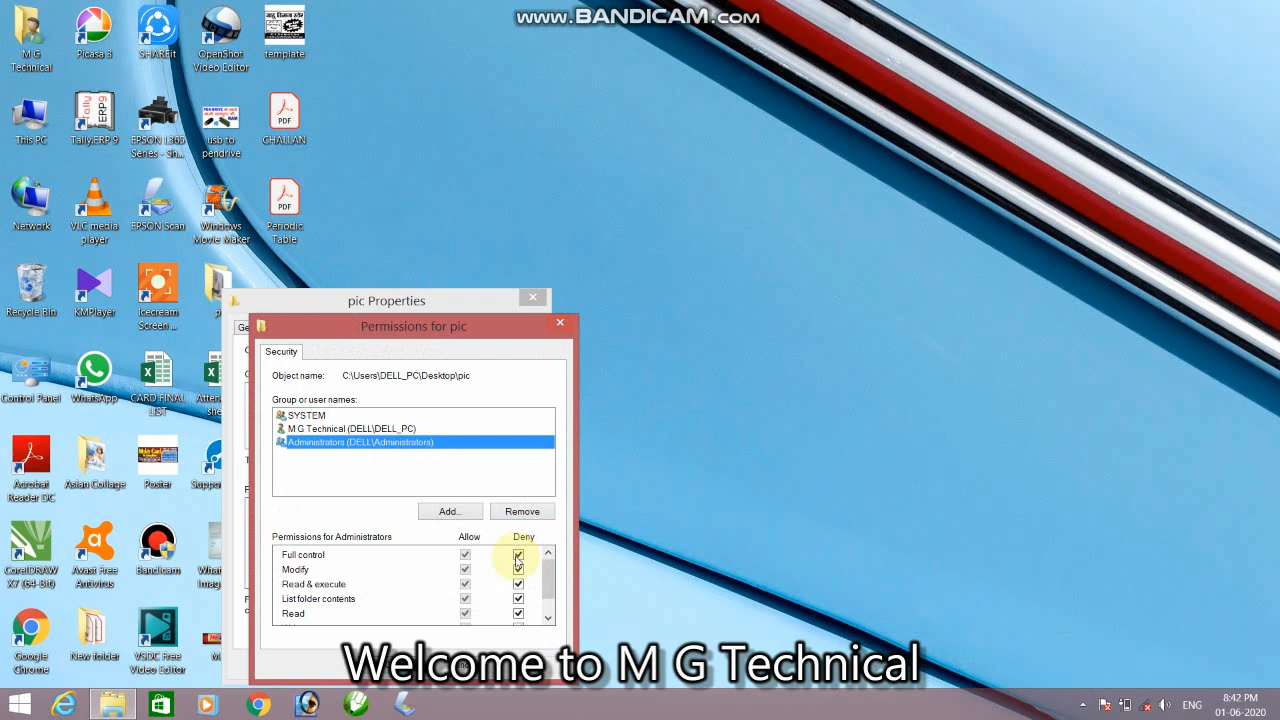 www.BANDICAM.com
M G
Technical
Picasa 3
SHAREit
OpenShot
Video Editor
template
This PC
Tally.ERP 9
EPSON L365
Series - Sh...
usb to
pendrive
PDF
CHALLAN
Network
VLC media
player
EPSON Scan
Windows
Movie Maker
PDF
Periodic
Table
Recycle Bin
KMPlayer
Icecream
Screen ...
Control Panel
WhatsApp
CARD FINAL
LIST
Acrobat
Reader DC
Asian Collage
Poster
CorelDRAW
X7 (64-Bit)
Avast Free
Antivirus
Bandicam
Google
Chrome
New folder
VSDC Free
Video Editor
pic Properties
Permissions for pic
Security
Object name: C:\Users\DELL_PC\Desktop\pic
Group or user names:
SYSTEM
M G Technical (DELL\DELL_PC)
Administrators (DELL\Administrators)
Add...
Remove
Permissions for Administrators Allow Deny
Full control
Modify
Read & execute
List folder contents
Read
Welcome to M G Technical
ENG
8:42 PM
01-06-2020